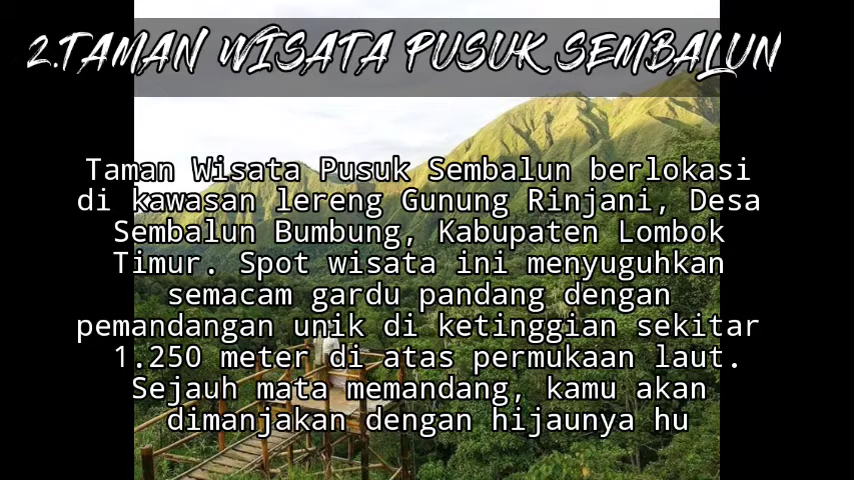 2.TAMAN WISATA PUSUK SEMBALUN
Taman Wisata Pusuk Sembalun berlokasi
di kawasan lereng Gunung Rinjani, Desa
Sembalun Bumbung, Kabupaten Lombok
Timur. Spot wisata ini menyuguhkan
semacam gardu pandang dengan
pemandangan unik di ketinggian sekitar
1.250 meter di atas permukaan laut.
Sejauh mata memandang, kamu akan
dimanjakan dengan hijaunya hu